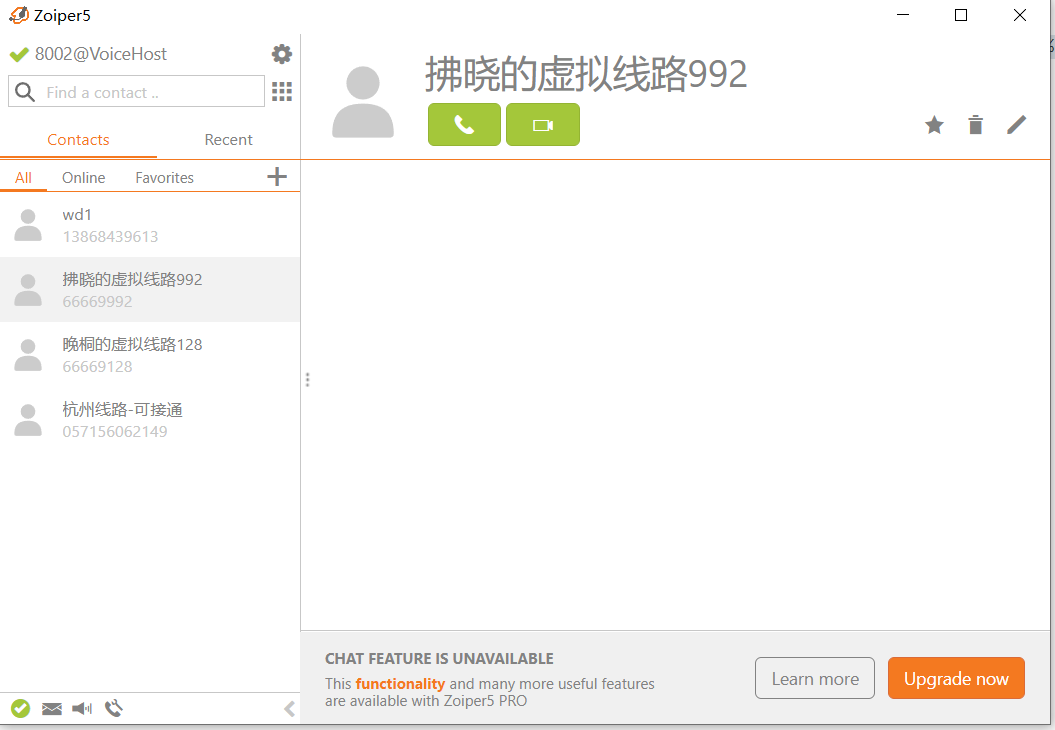 Zoiper5
8002@VoiceHost
Find a contact ..
Contacts
Recent
All
Online
Favorites
wd1
13868439613
拂晓的虚拟线路992
66669992
晚桐的虚拟线路128
66669128
杭州线路-可接通
057156062149
拂晓的虚拟线路992
CHAT FEATURE IS UNAVAILABLE
This functionality and many more useful features
are available with Zoiper5 PRO
Learn more
Upgrade now